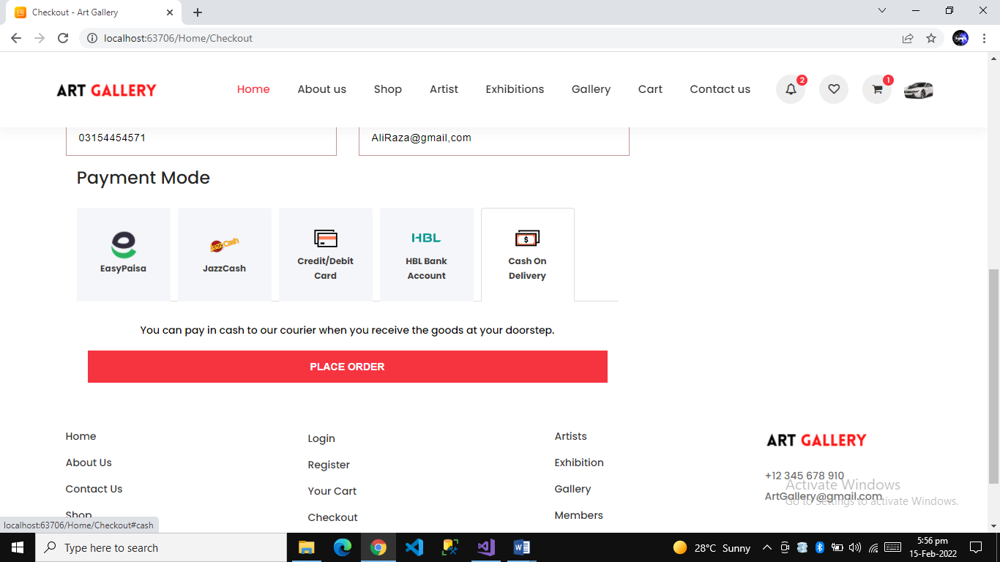 Checkout - Art Gallery
localhost:63706/Home/Checkout
ART GALLERY Home About us Shop Artist Exhibitions Gallery Cart Contact us 2 1
03154454571 AliRaza@gmail,com
Payment Mode
EasyPaisa
JazzCash
JazzCash
Credit/Debit
Card
HBL
HBL Bank
Account
$
Cash On
Delivery
You can pay in cash to our courier when you receive the goods at your doorstep.
PLACE ORDER
Home
About Us
Contact Us
Shop
Login
Register
Your Cart
Checkout
Artists
Exhibition
Gallery
Members
ART GALLERY
+12 345 678 910
ArtGallery@gmail.com
Activate Windows
Go to Settings to activate Windows.
localhost:63706/Home/Checkout#cash
Type here to search
28°C Sunny
5:56 pm
15-Feb-2022